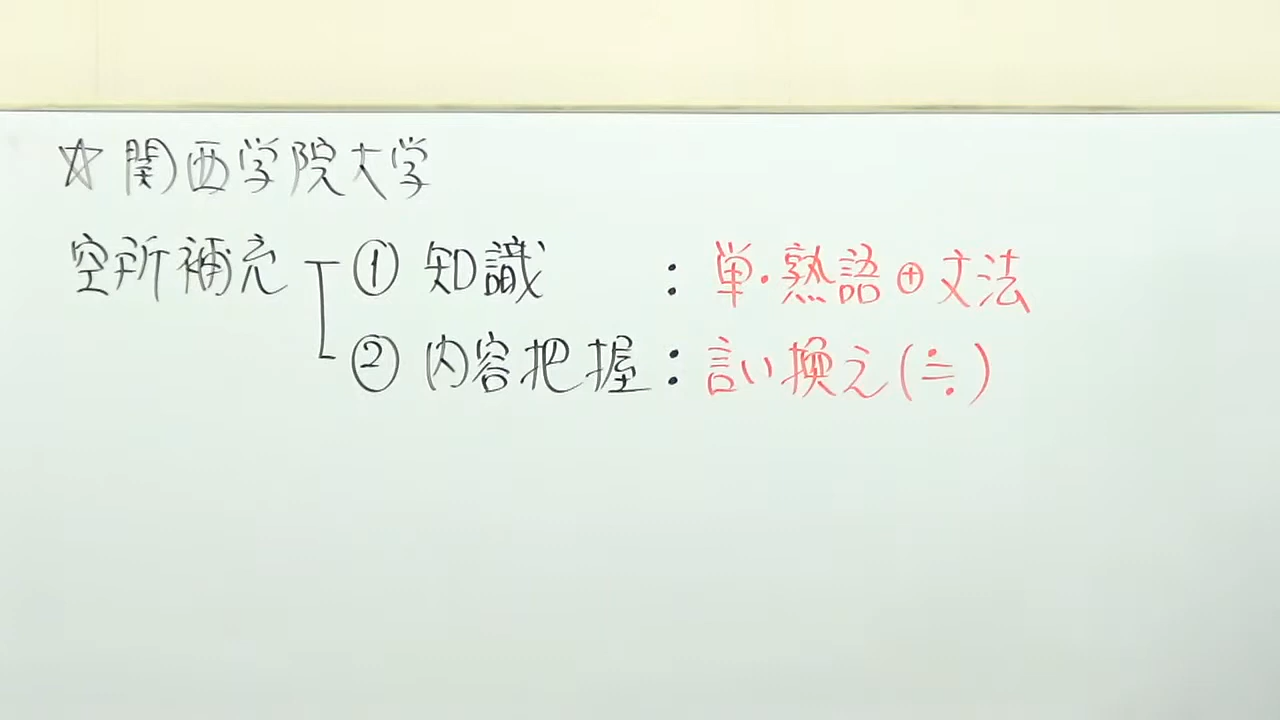 ☆関西学院大学
空所補充 ① 知識 : 単・熟語⊕文法
② 内容把握 : 言い換え(≒)